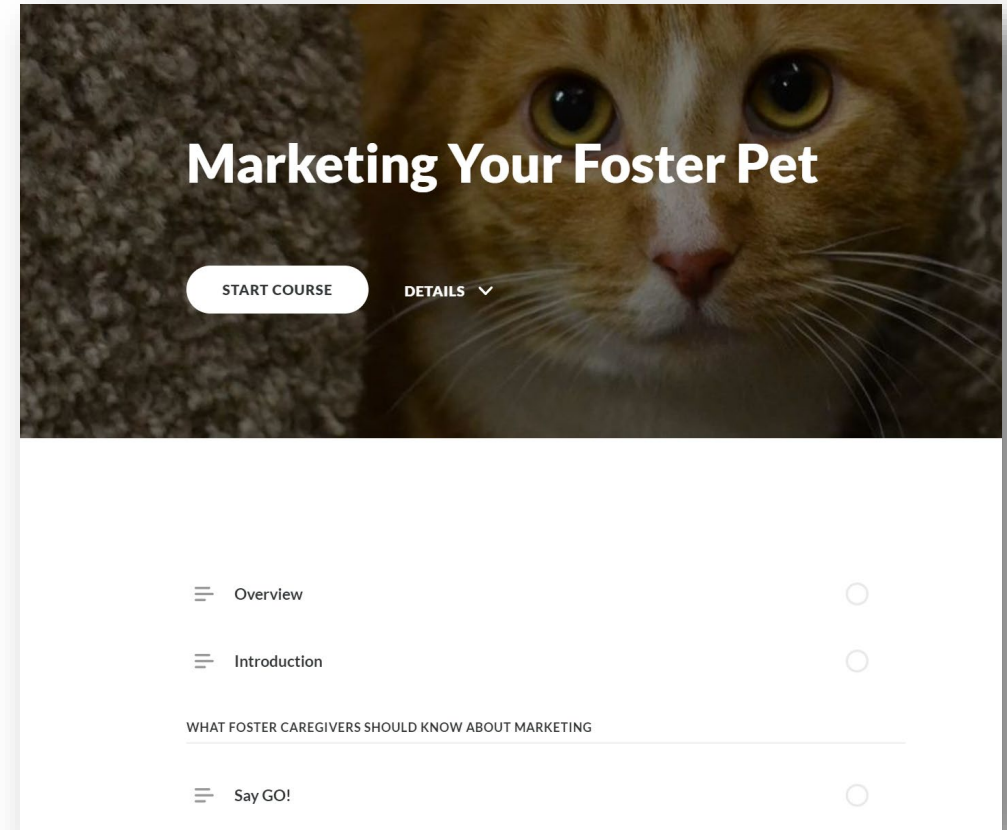 Marketing Your Foster Pet
START COURSE
DETAILS
Overview
Introduction
WHAT FOSTER CAREGIVERS SHOULD KNOW ABOUT MARKETING
Say GO!